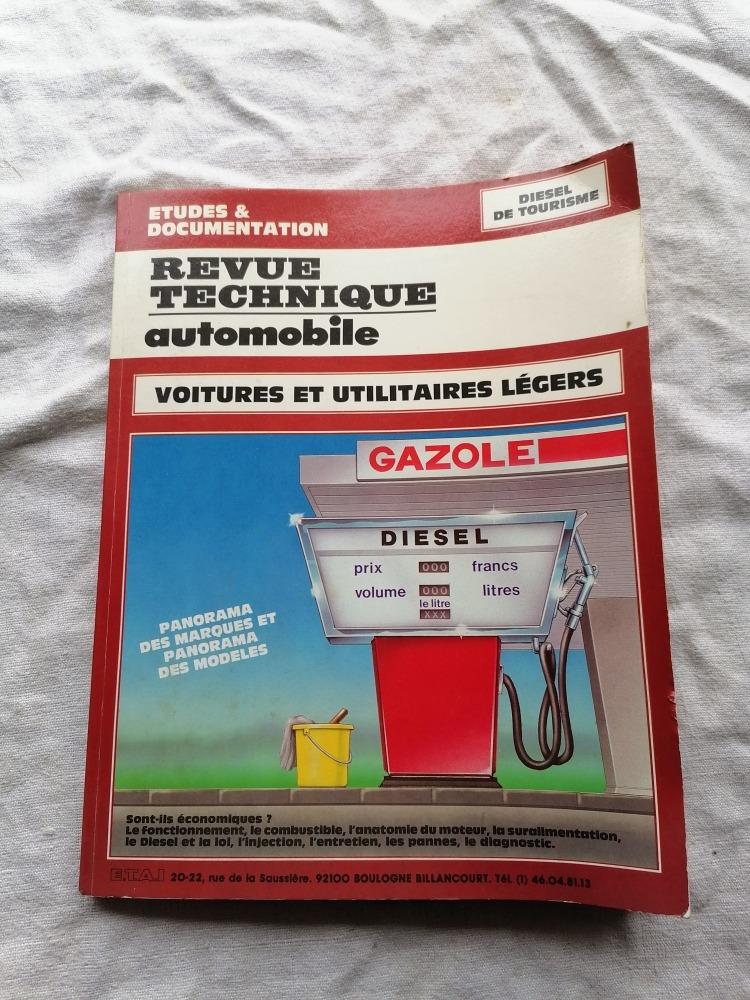 ETUDES &
DOCUMENTATION
DIESEL
DE TOURISME
REVUE
TECHNIQUE
automobile
VOITURES ET UTILITAIRES LÉGERS
GAZOLE
DIESEL
prix 000 francs
volume 000 litres
le litre
XXX
PANORAMA
DES MARQUES ET
PANORAMA
DES MODELES
Sont-ils économiques ?
Le fonctionnement, le combustible, l'anatomie du moteur, la suralimentation,
le Diesel et la loi, l'injection, l'entretien, les pannes, le diagnostic.
E.T.A.I 20-22, rue de la Saussière. 92100 BOULOGNE BILLANCOURT. Tél. (1) 46.04.81.13